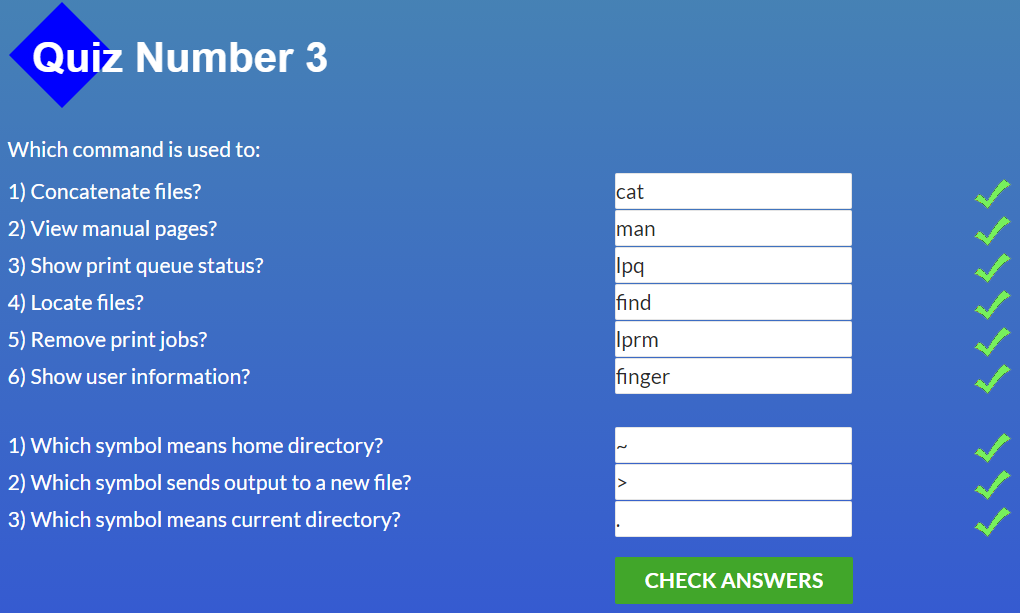 Quiz Number 3
Which command is used to:
1) Concatenate files? cat
2) View manual pages? man
3) Show print queue status? lpq
4) Locate files? find
5) Remove print jobs? lprm
6) Show user information? finger
1) Which symbol means home directory? ~
2) Which symbol sends output to a new file? >
3) Which symbol means current directory? .
CHECK ANSWERS